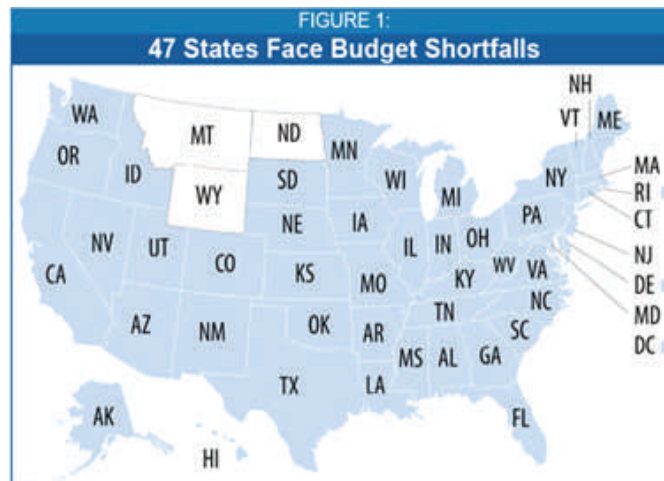 FIGURE 1:
47 States Face Budget Shortfalls
NH
WA
VT
ME
MT
ND
OR
MN
ID
MA
WI
NY
SD
MI
RI
WY
CT
PA
IA
NE
NJ
OH
NV
IL
IN
UT
CO
WV
VA
DE
CA
KS
KY
MO
NC
MD
TN
OK
AZ
NM
AR
SC
DC
MS
AL
GA
TX
LA
AK
FL
HI